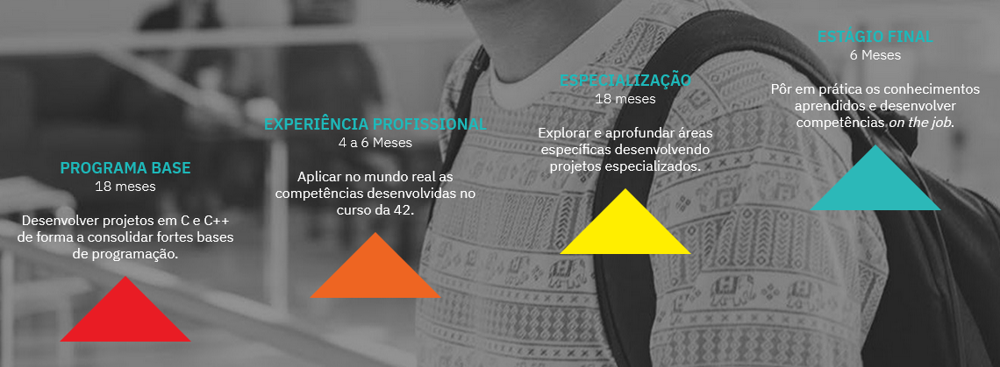 PROGRAMA BASE
18 meses
Desenvolver projetos em C e C++
de forma a consolidar fortes bases
de programação.
EXPERIÊNCIA PROFISSIONAL
4 a 6 Meses
Aplicar no mundo real as
competências desenvolvidas no
curso da 42.
ESPECIALIZAÇÃO
18 meses
Explorar e aprofundar áreas
específicas desenvolvendo
projetos especializados.
ESTÁGIO FINAL
6 Meses
Pôr em prática os conhecimentos
aprendidos e desenvolver
competências on the job.